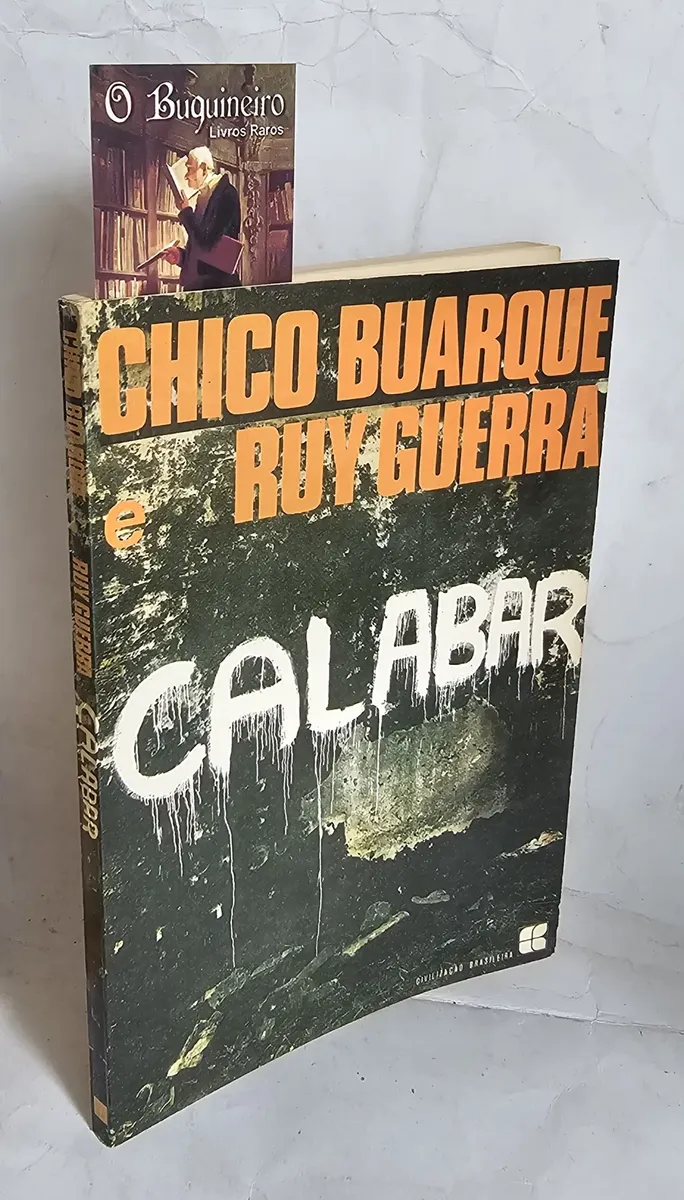 O Buquineiro
Livros Raros
CHICO BUARQUE
e RUY GUERRA
CALABAR
CIVILIZAÇÃO BRASILEIRA
CHICO BUARQUE e RUY GUERRA CALABAR